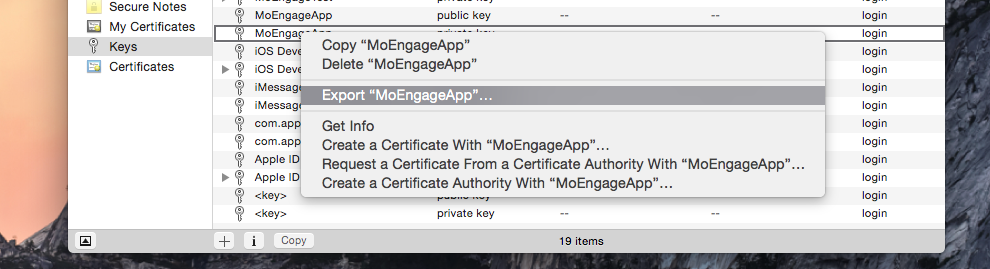 Secure Notes
My Certificates
Keys
Certificates
MoEngageApp public key -- -- login
MoEngageApp private key login
iOS Deve login
iOS Deve login
iMessage login
iMessage login
com.app login
com.app login
Apple ID login
Apple ID login
<key> public key login
<key> private key -- -- login
Copy “MoEngageApp”
Delete “MoEngageApp”
Export “MoEngageApp”...
Get Info
Create a Certificate With “MoEngageApp”...
Request a Certificate From a Certificate Authority With “MoEngageApp”...
Create a Certificate Authority With “MoEngageApp”...
Copy
19 items